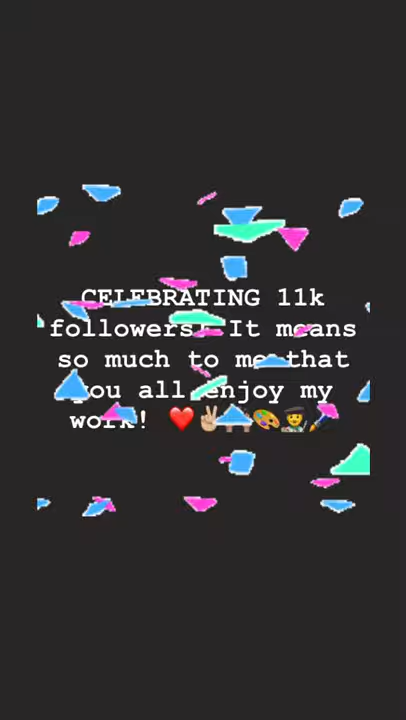 CELEBRATING 11k
followers! It means
so much to me that
you all enjoy my
work! ❤️✌🏽🎨👩🏽‍🎨🖌️